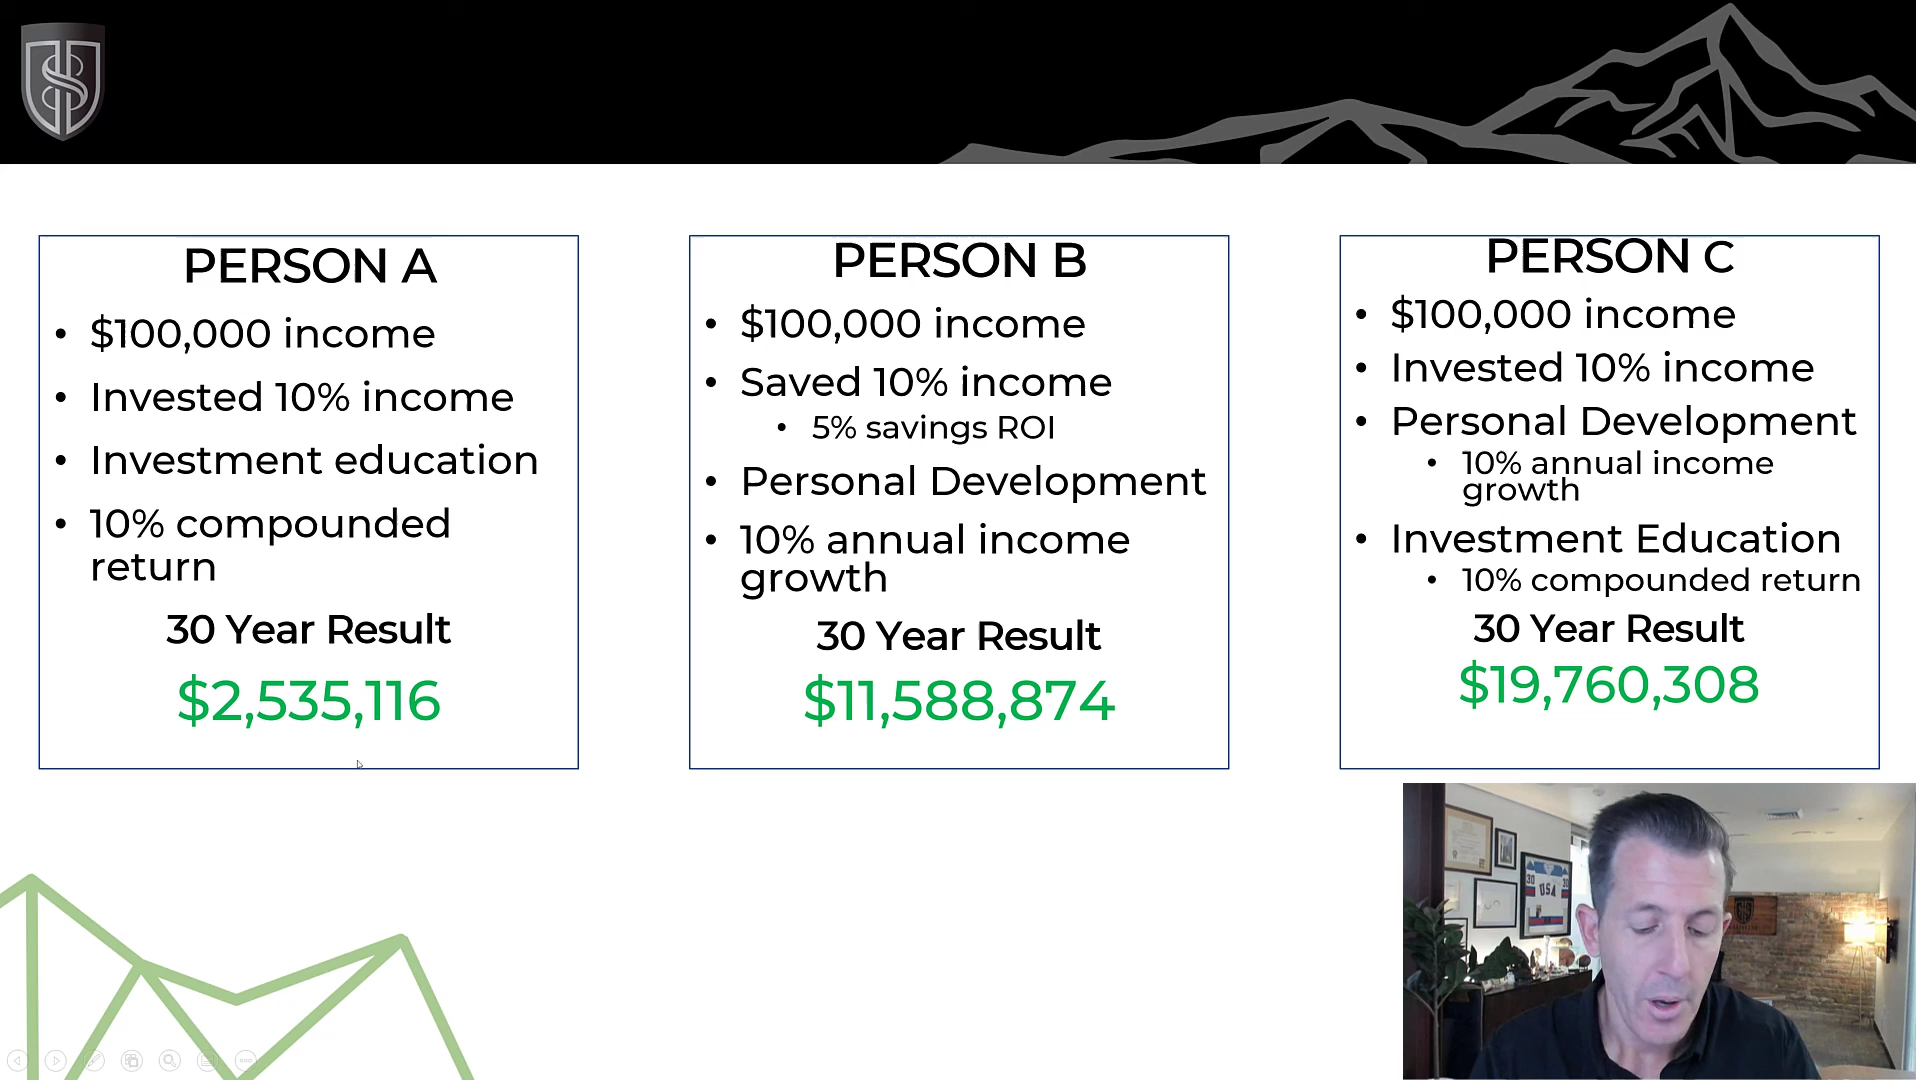 PERSON A
• $100,000 income
• Invested 10% income
• Investment education
• 10% compounded
return
30 Year Result
$2,535,116
PERSON B
• $100,000 income
• Saved 10% income
• 5% savings ROI
• Personal Development
• 10% annual income
growth
30 Year Result
$11,588,874
PERSON C
• $100,000 income
• Invested 10% income
• Personal Development
• 10% annual income
growth
• Investment Education
• 10% compounded return
30 Year Result
$19,760,308
30 30
USA